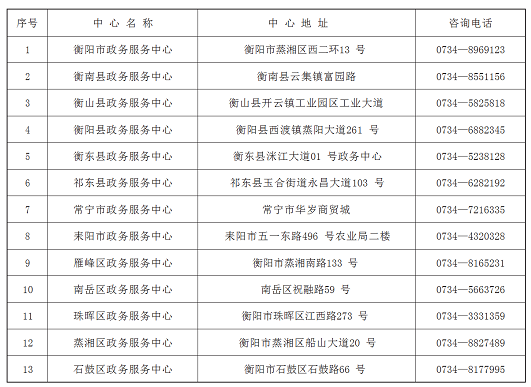 序号 中 心 名 称 中 心 地 址 咨询电话
1 衡阳市政务服务中心 衡阳市蒸湘区西二环13 号 0734—8969123
2 衡南县政务服务中心 衡南县云集镇富园路 0734—8551156
3 衡山县政务服务中心 衡山县开云镇工业园区工业大道 0734—5825818
4 衡阳县政务服务中心 衡阳县西渡镇蒸阳大道261 号 0734—6882345
5 衡东县政务服务中心 衡东县洣江大道01 号政务中心 0734—5238128
6 祁东县政务服务中心 祁东县玉合街道永昌大道103 号 0734—6282192
7 常宁市政务服务中心 常宁市华岁商贸城 0734—7216335
8 耒阳市政务服务中心 耒阳市五一东路496 号农业局二楼 0734—4320328
9 雁峰区政务服务中心 衡阳市蒸湘南路133 号 0734—8165231
10 南岳区政务服务中心 南岳区祝融路59 号 0734—5663726
11 珠晖区政务服务中心 衡阳市珠晖区江西路273 号 0734—3331359
12 蒸湘区政务服务中心 衡阳市蒸湘区船山大道20 号 0734—8827489
13 石鼓区政务服务中心 衡阳市石鼓区石鼓路66 号 0734—8177995